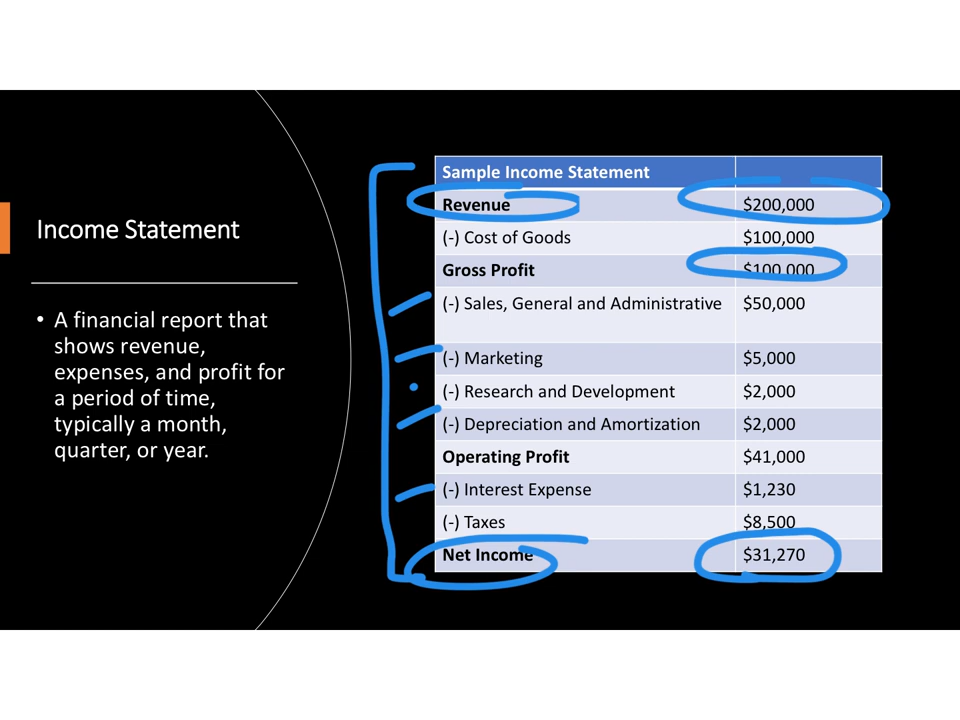 Income Statement
• A financial report that
shows revenue,
expenses, and profit for
a period of time,
typically a month,
quarter, or year.
Sample Income Statement
Revenue $200,000
(-) Cost of Goods $100,000
Gross Profit $100,000
(-) Sales, General and Administrative $50,000
(-) Marketing $5,000
(-) Research and Development $2,000
(-) Depreciation and Amortization $2,000
Operating Profit $41,000
(-) Interest Expense $1,230
(-) Taxes $8,500
Net Income $31,270